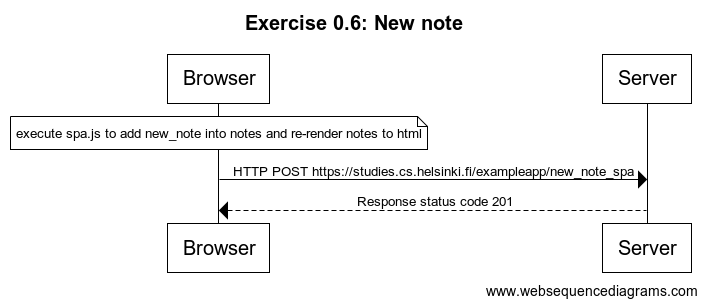 Exercise 0.6: New note
Browser
Server
execute spa.js to add new_note into notes and re-render notes to html
HTTP POST https://studies.cs.helsinki.fi/exampleapp/new_note_spa
Response status code 201
Browser
Server
www.websequencediagrams.com